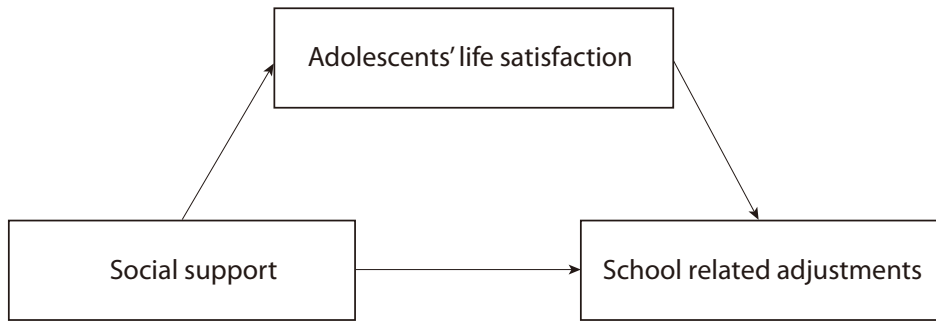 Adolescents’ life satisfaction
Social support
School related adjustments